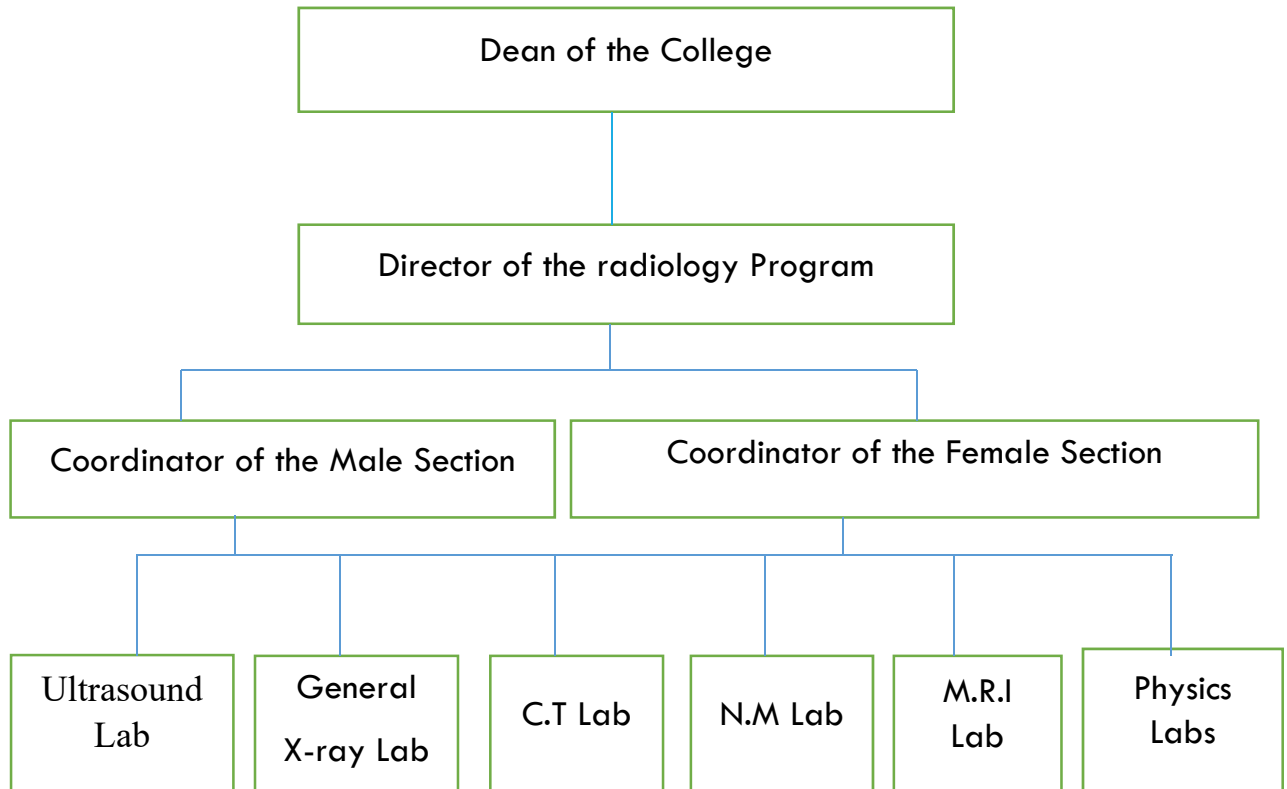 Dean of the College
Director of the radiology Program
Coordinator of the Male Section
Coordinator of the Female Section
Ultrasound
Lab
General
X-ray Lab
C.T Lab
N.M Lab
M.R.I
Lab
Physics
Labs